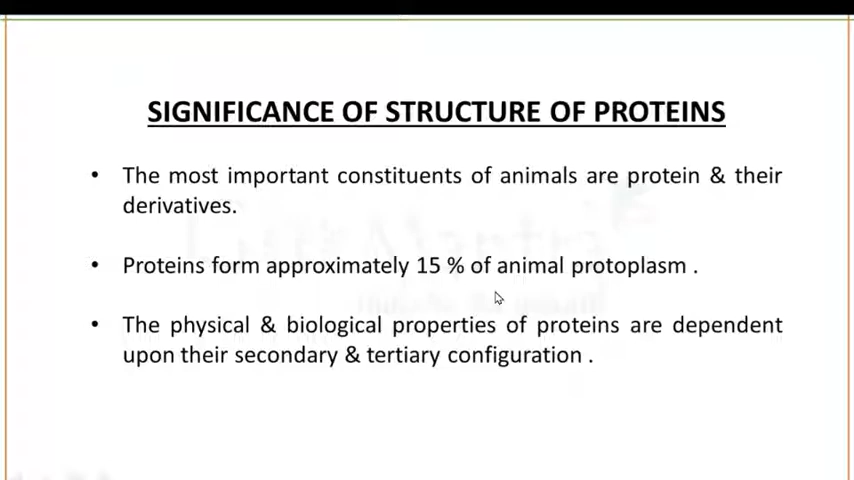 SIGNIFICANCE OF STRUCTURE OF PROTEINS
• The most important constituents of animals are protein & their
derivatives.
• Proteins form approximately 15 % of animal protoplasm .
• The physical & biological properties of proteins are dependent
upon their secondary & tertiary configuration .